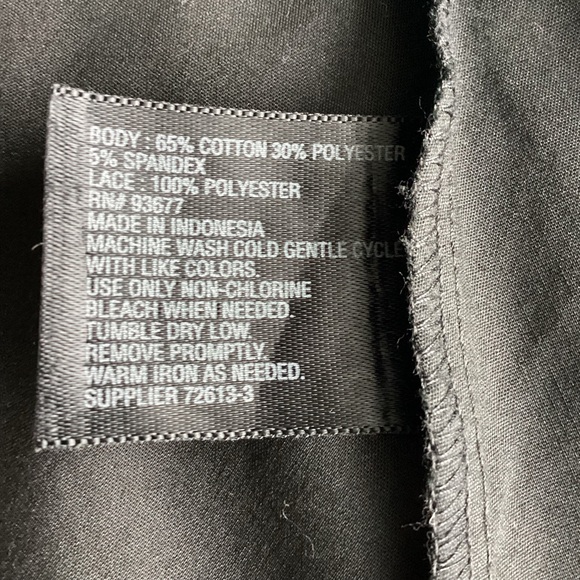 BODY : 65% COTTON 30% POLYESTER
5% SPANDEX
LACE : 100% POLYESTER
RN# 93677
MADE IN INDONESIA
MACHINE WASH COLD GENTLE CYCLE
WITH LIKE COLORS.
USE ONLY NON-CHLORINE
BLEACH WHEN NEEDED.
TUMBLE DRY LOW.
REMOVE PROMPTLY.
WARM IRON AS NEEDED.
SUPPLIER 72613-3